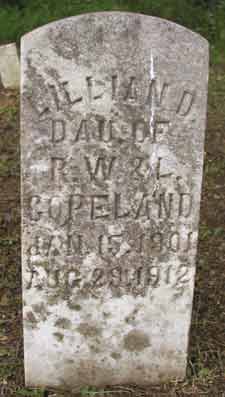 LILLIAN D.
DAU. OF
R. W. & L.
COPELAND
JAN. 15, 1901
AUG. 29, 1912